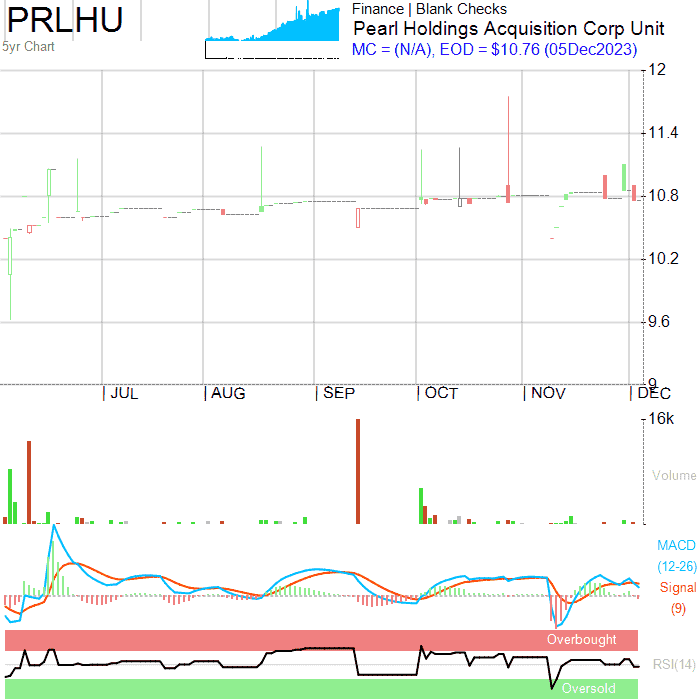 PRLHU
5yr Chart
Finance | Blank Checks
Pearl Holdings Acquisition Corp Unit
MC = (N/A), EOD = $10.76 (05Dec2023)
12
11.4
10.8
10.2
9.6
9
| JUL | AUG | SEP | OCT | NOV | DEC
16k
Volume
MACD
(12-26)
Signal
(9)
Overbought
RSI(14)
Oversold